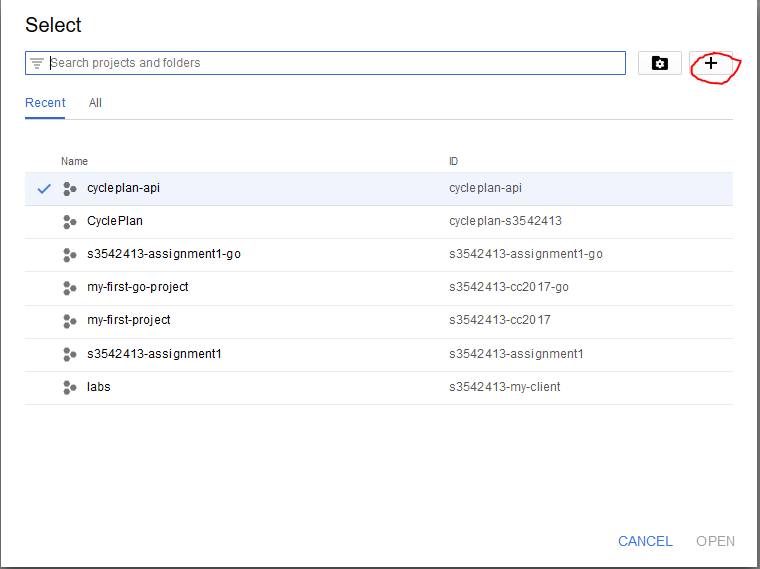 Select
Search projects and folders
Recent All
Name ID
cycleplan-api cycleplan-api
CyclePlan cycleplan-s3542413
s3542413-assignment1-go s3542413-assignment1-go
my-first-go-project s3542413-cc2017-go
my-first-project s3542413-cc2017
s3542413-assignment1 s3542413-assignment1
labs s3542413-my-client
CANCEL OPEN